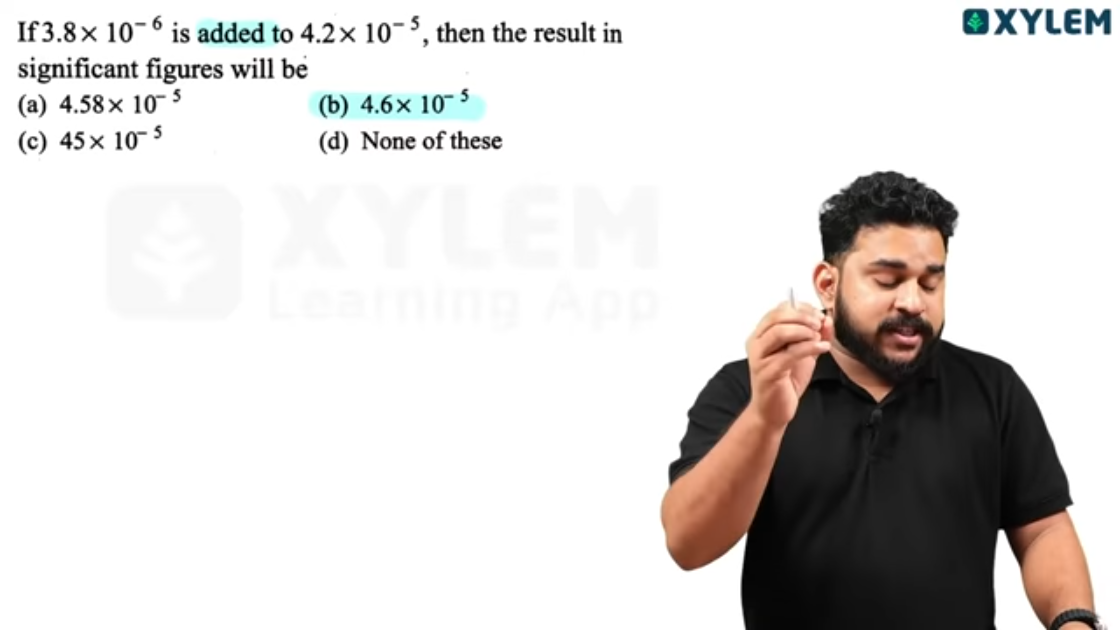 If 3.8 × 10⁻⁶ is added to 4.2 × 10⁻⁵, then the result in
significant figures will be
(a) 4.58 × 10⁻⁵ (b) 4.6 × 10⁻⁵
(c) 45 × 10⁻⁵ (d) None of these
XYLEM
XYLEM
Learning App